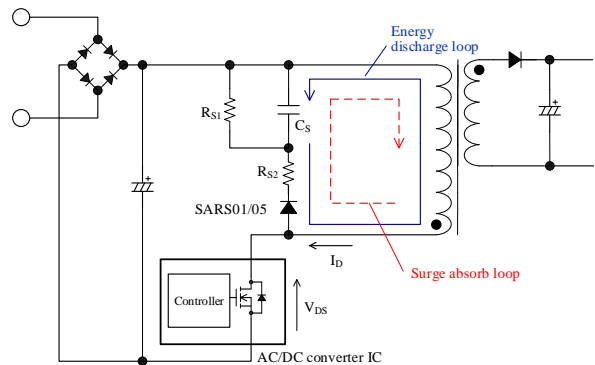 Energy
discharge loop
+
+
+
R_S1
C_S
R_S2
SARS01/05
I_D
Surge absorb loop
Controller
V_DS
AC/DC converter IC